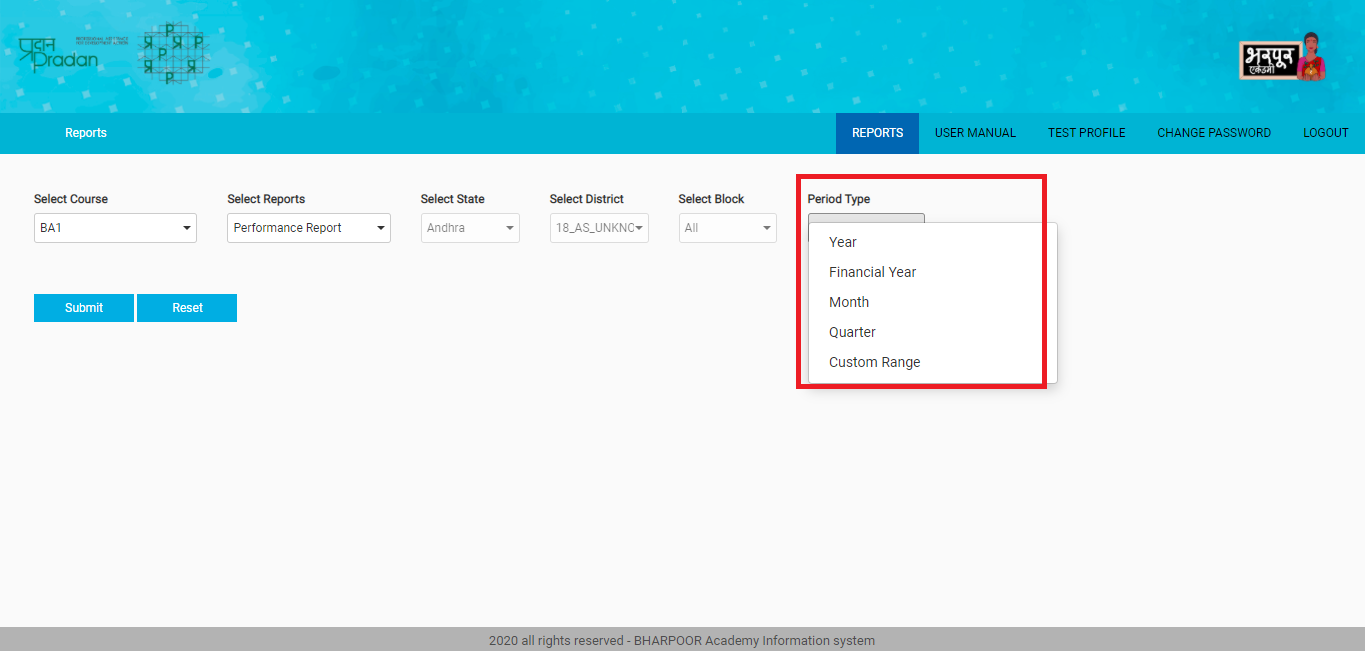 प्रदान
Pradan
PROFESSIONAL ASSISTANCE
FOR DEVELOPMENT ACTION
P
प्र प्र P
P P प्र
प्र P प्र
P
भरपूर
एकेडमी
Reports
REPORTS
USER MANUAL
TEST PROFILE
CHANGE PASSWORD
LOGOUT
Select Course
Select Reports
Select State
Select District
Select Block
Period Type
BA1
Performance Report
Andhra
18_AS_UNKNO
All
Year
Financial Year
Month
Quarter
Custom Range
Submit
Reset
2020 all rights reserved - BHARPOOR Academy Information system